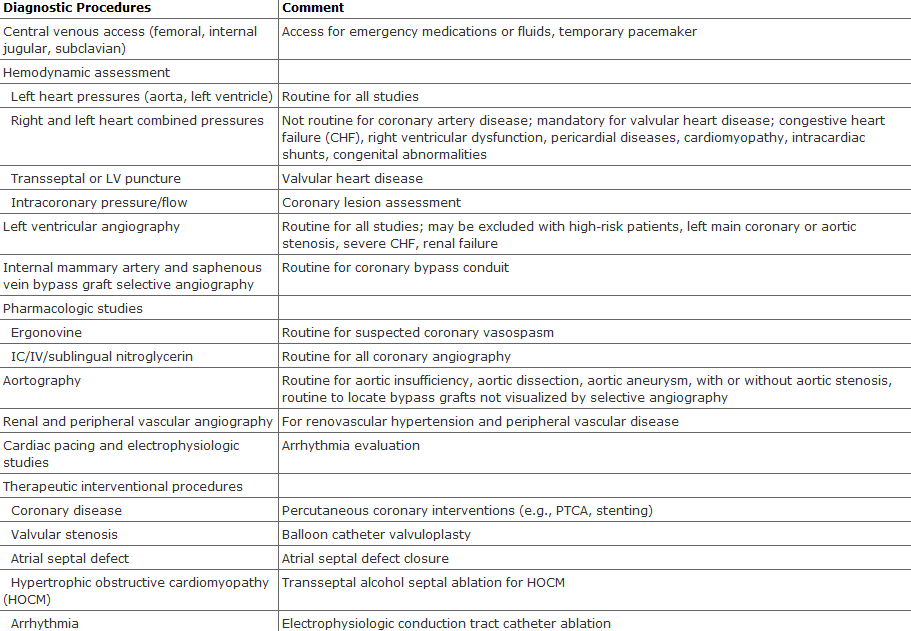 Diagnostic Procedures Comment
Central venous access (femoral, internal Access for emergency medications or fluids, temporary pacemaker
jugular, subclavian)
Hemodynamic assessment
Left heart pressures (aorta, left ventricle) Routine for all studies
Right and left heart combined pressures Not routine for coronary artery disease; mandatory for valvular heart disease; congestive heart
failure (CHF), right ventricular dysfunction, pericardial diseases, cardiomyopathy, intracardiac
shunts, congenital abnormalities
Transseptal or LV puncture Valvular heart disease
Intracoronary pressure/flow Coronary lesion assessment
Left ventricular angiography Routine for all studies; may be excluded with high-risk patients, left main coronary or aortic
stenosis, severe CHF, renal failure
Internal mammary artery and saphenous Routine for coronary bypass conduit
vein bypass graft selective angiography
Pharmacologic studies
Ergonovine Routine for suspected coronary vasospasm
IC/IV/sublingual nitroglycerin Routine for all coronary angiography
Aortography Routine for aortic insufficiency, aortic dissection, aortic aneurysm, with or without aortic stenosis,
routine to locate bypass grafts not visualized by selective angiography
Renal and peripheral vascular angiography For renovascular hypertension and peripheral vascular disease
Cardiac pacing and electrophysiologic Arrhythmia evaluation
studies
Therapeutic interventional procedures
Coronary disease Percutaneous coronary interventions (e.g., PTCA, stenting)
Valvular stenosis Balloon catheter valvuloplasty
Atrial septal defect Atrial septal defect closure
Hypertrophic obstructive cardiomyopathy Transseptal alcohol septal ablation for HOCM
(HOCM)
Arrhythmia Electrophysiologic conduction tract catheter ablation